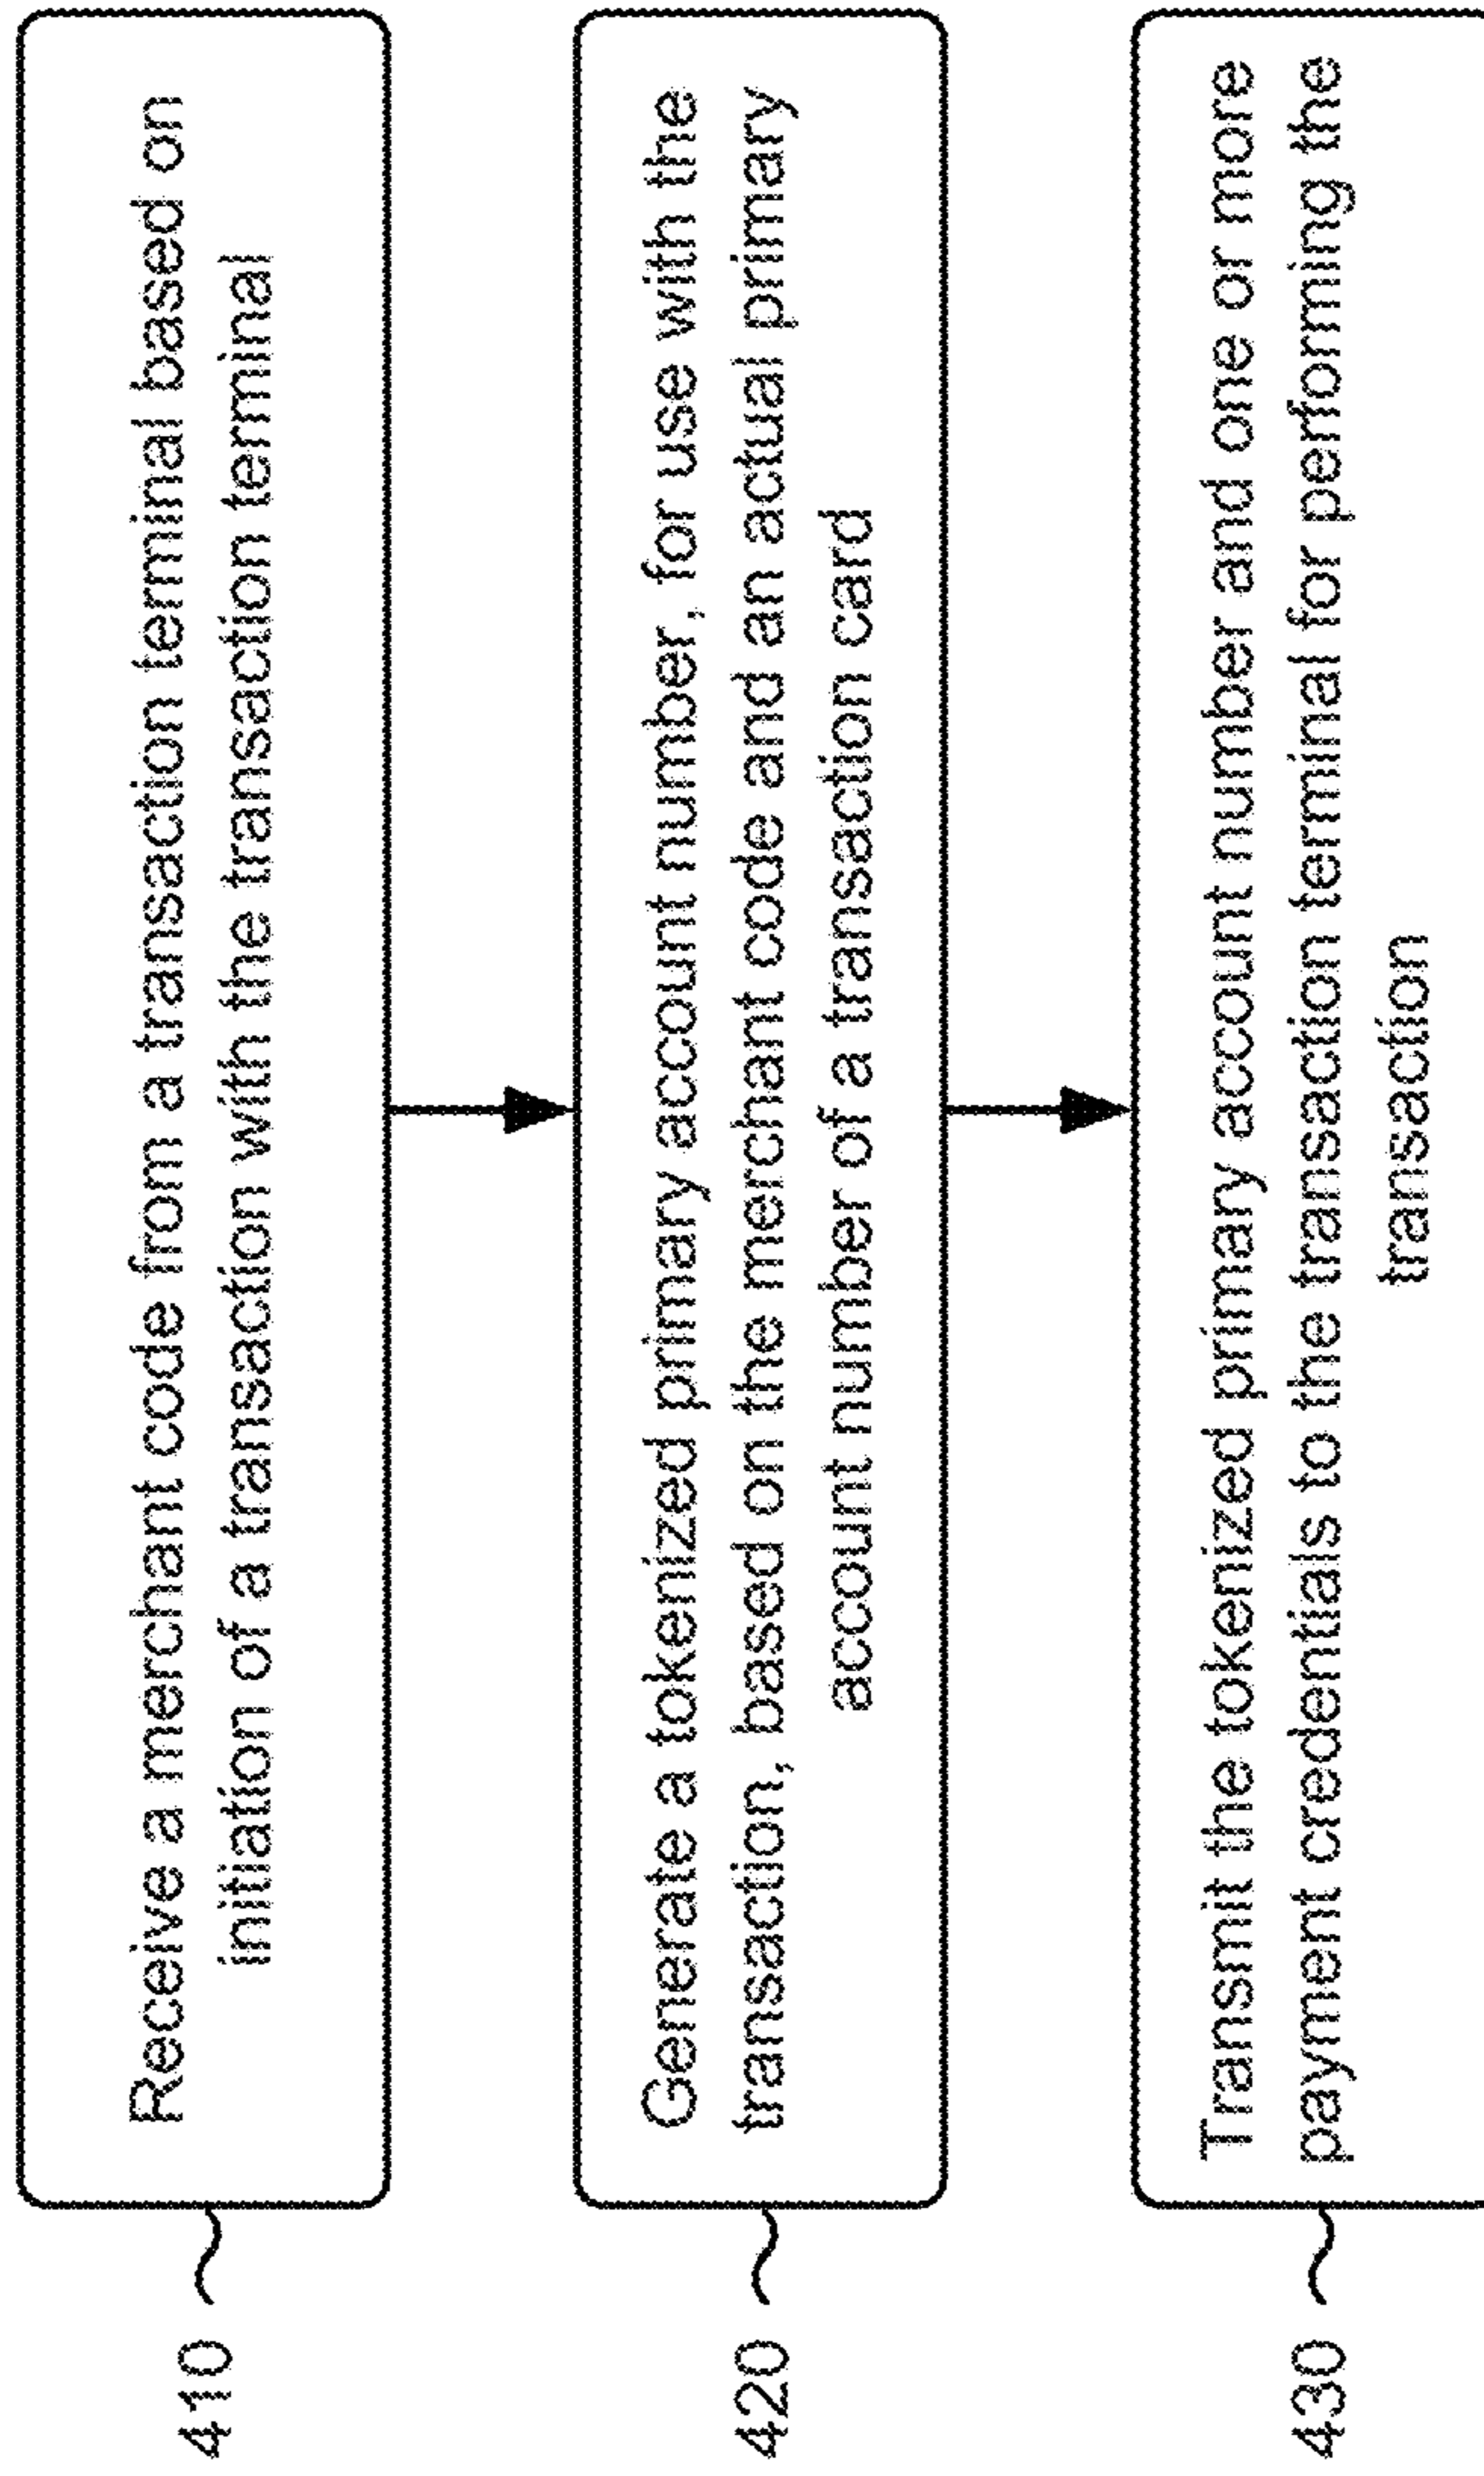 410
Receive a merchant code from a transaction terminal based on
initiation of a transaction with the transaction terminal
420
Generate a tokenized primary account number, for use with the
transaction, based on the merchant code and an actual primary
account number of a transaction card
430
Transmit the tokenized primary account number and one or more
payment credentials to the transaction terminal for performing the
transaction